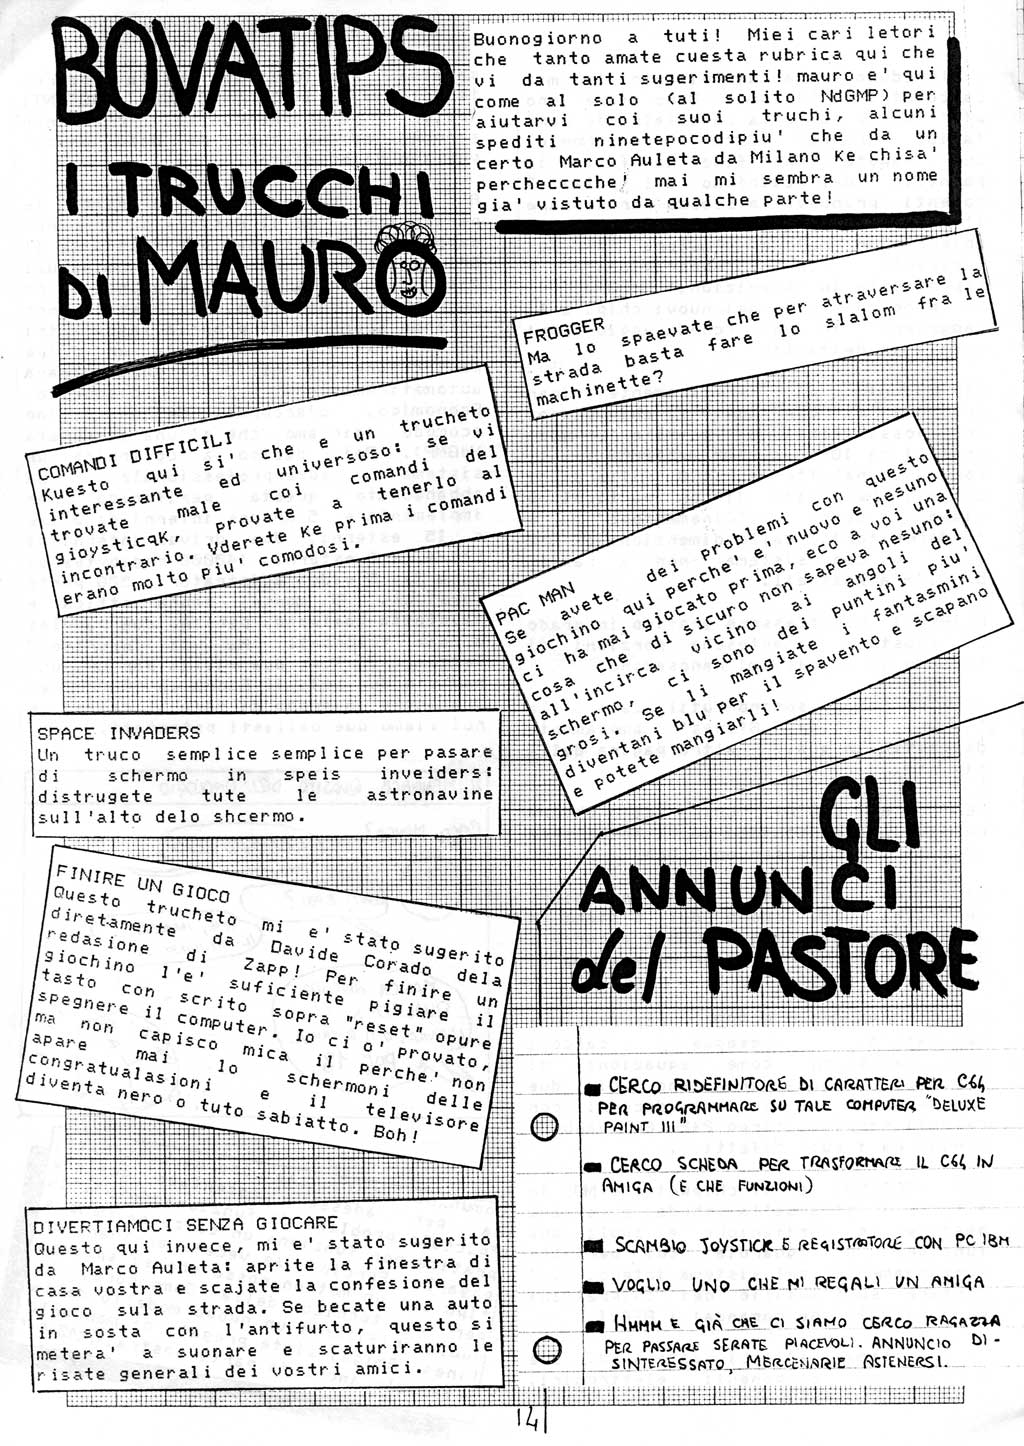 BOVATIPS
I TRUCCHI
DI MAURO
Buonogiorno a tuti! Miei cari letori
che tanto amate cuesta rubrica qui che
vi da tanti sugerimenti! mauro e' qui
come al solo (al solito NdGMP) per
aiutarvi coi suoi truchi, alcuni
spediti ninetepocodipiu' che da un
certo Marco Auleta da Milano Ke chisa'
perchecccche' mai mi sembra un nome
gia' vistuto da qualche parte!
FROGGER
Ma lo spaevate che per atraversare la
strada basta fare lo slalom fra le
machinette?
COMANDI DIFFICILI
Kuesto qui si' che e un trucheto
interessante ed universoso: se vi
trovate male coi comandi del
gioysticqK, provate a tenerlo al
incontrario. Vderete Ke prima i comandi
erano molto piu' comodosi.
PAC MAN
Se avete dei problemi con questo
giochino qui perche' e' nuovo e nesuno
ci ha mai giocato prima, eco a voi una
cosa che di sicuro non sapeva nesuno:
all'incirca vicino ai angoli del
schermo, ci sono dei puntini piu'
grosi. Se li mangiate i fantasmini
diventani blu per il spavento e scapano
e potete mangiarli!
SPACE INVADERS
Un truco semplice semplice per pasare
di schermo in speis inveiders:
distrugete tute le astronavine
sull'alto delo shcermo.
FINIRE UN GIOCO
Questo trucheto mi e' stato sugerito
diretamente da Davide Corado dela
redasione di Zapp! Per finire un
giochino l'e' suficiente pigiare il
tasto con scrito sopra "reset" opure
spegnere il computer. Io ci o' provato,
ma non capisco mica il perche' non
apare mai lo schermoni delle
congratualasioni e il televisore
diventa nero o tuto sabiatto. Boh!
DIVERTIAMOCI SENZA GIOCARE
Questo qui invece, mi e' stato sugerito
da Marco Auleta: aprite la finestra di
casa vostra e scajate la confesione del
gioco sulla strada. Se becate una auto
in sosta con l'antifurto, questo si
metera' a suonare e scaturiranno le
risate generali dei vostri amici.
GLI
ANNUNCI
del PASTORE
CERCO RIDEFINITORE DI CARATTERI PER C64
PER PROGRAMMARE SU TALE COMPUTER "DELUXE
PAINT III"
CERCO SCHEDA PER TRASFORMARE IL C64 IN
AMIGA (E CHE FUNZIONI)
SCAMBIO JOYSTICK E REGISTRATORE CON PC IBM
VOGLIO UNO CHE MI REGALI UN AMIGA
HMMM E GIÀ CHE CI SIAMO CERCO RAGAZZA
PER PASSARE SERATE PIACEVOLI. ANNUNCIO DI-
SINTERESSATO, MERCENARIE ASTENERSI.
14